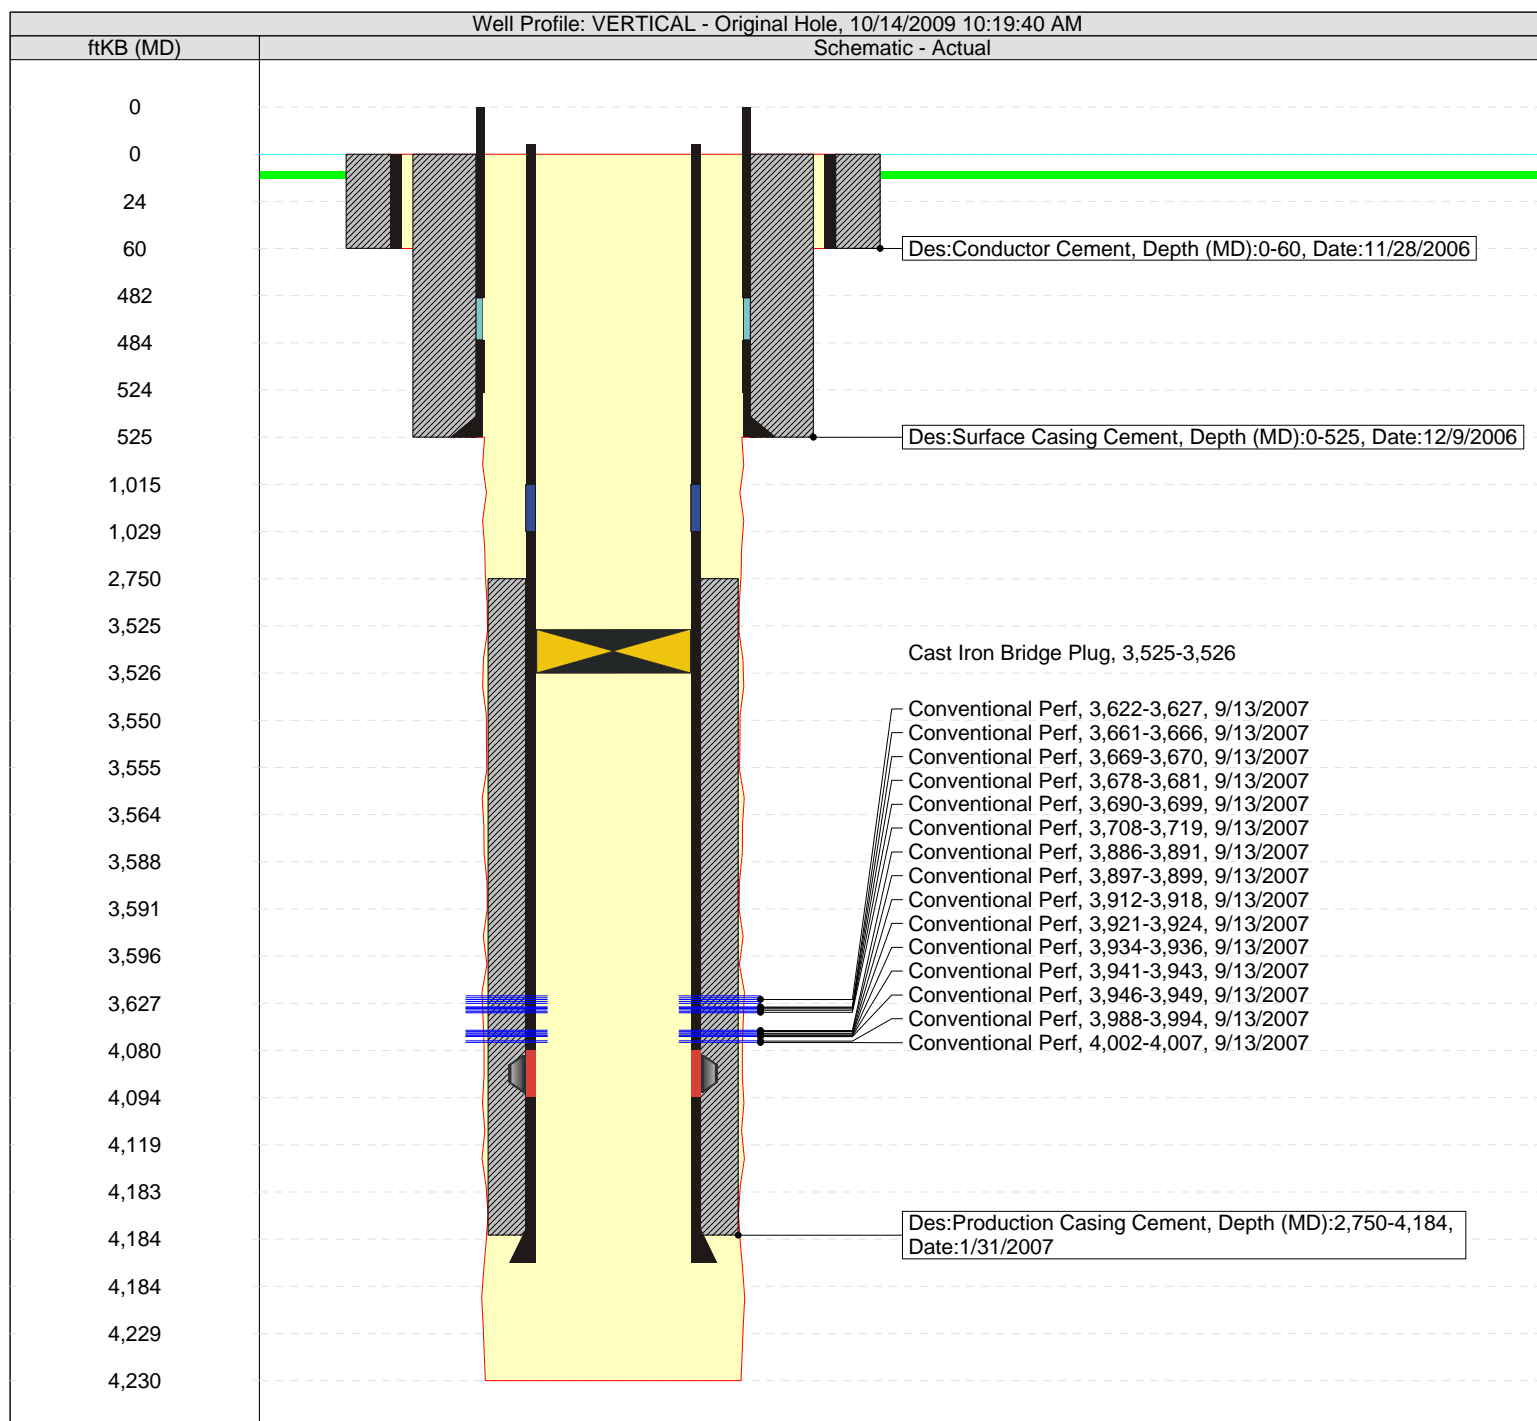 Well Profile: VERTICAL - Original Hole, 10/14/2009 10:19:40 AM
ftKB (MD)
Schematic - Actual
0
0
24
60
Des:Conductor Cement, Depth (MD):0-60, Date:11/28/2006
482
484
524
525
Des:Surface Casing Cement, Depth (MD):0-525, Date:12/9/2006
1,015
1,029
2,750
3,525
Cast Iron Bridge Plug, 3,525-3,526
3,526
3,550
3,555
3,564
3,588
3,591
3,596
3,627
Conventional Perf, 3,622-3,627, 9/13/2007
Conventional Perf, 3,661-3,666, 9/13/2007
Conventional Perf, 3,669-3,670, 9/13/2007
Conventional Perf, 3,678-3,681, 9/13/2007
Conventional Perf, 3,690-3,699, 9/13/2007
Conventional Perf, 3,708-3,719, 9/13/2007
Conventional Perf, 3,886-3,891, 9/13/2007
Conventional Perf, 3,897-3,899, 9/13/2007
Conventional Perf, 3,912-3,918, 9/13/2007
Conventional Perf, 3,921-3,924, 9/13/2007
Conventional Perf, 3,934-3,936, 9/13/2007
Conventional Perf, 3,941-3,943, 9/13/2007
Conventional Perf, 3,946-3,949, 9/13/2007
Conventional Perf, 3,988-3,994, 9/13/2007
Conventional Perf, 4,002-4,007, 9/13/2007
4,080
4,094
4,119
4,183
4,184
Des:Production Casing Cement, Depth (MD):2,750-4,184,
Date:1/31/2007
4,184
4,229
4,230